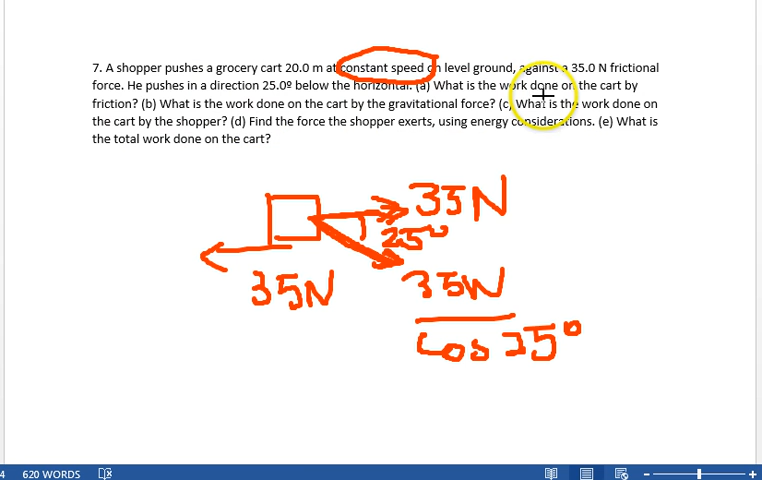 7. A shopper pushes a grocery cart 20.0 m at constant speed on level ground, against a 35.0 N frictional
force. He pushes in a direction 25.0º below the horizontal. (a) What is the work done on the cart by
friction? (b) What is the work done on the cart by the gravitational force? (c) What is the work done on
the cart by the shopper? (d) Find the force the shopper exerts, using energy considerations. (e) What is
the total work done on the cart?
35N
25º
35N
35N
cos 25º
4 620 WORDS